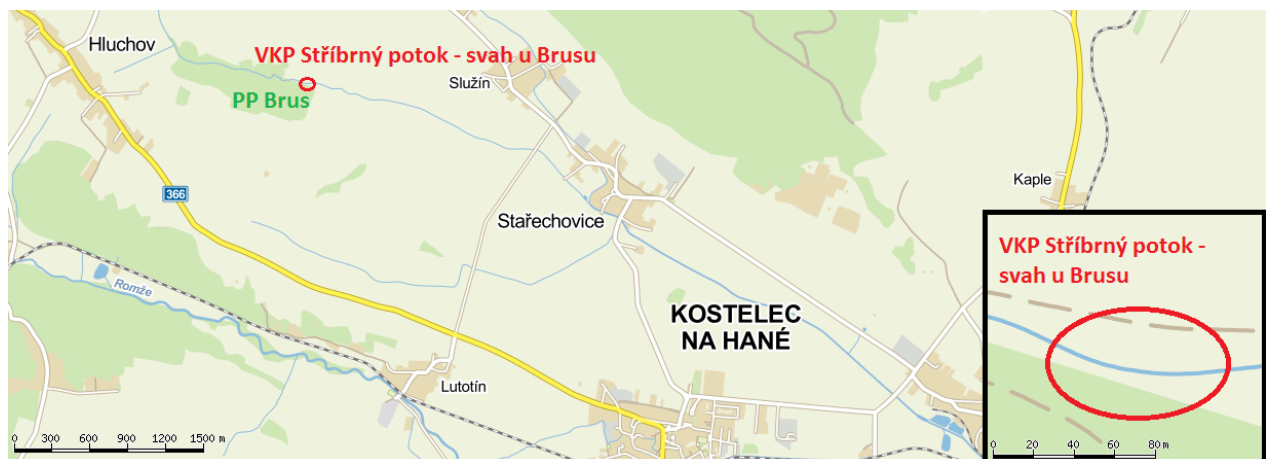 Hluchov
VKP Stříbrný potok - svah u Brusu
PP Brus
Služín
366
Kaple
Stařechovice
Romže
KOSTELEC
NA HANÉ
Lutotín
0 300 600 900 1200 1500 m
VKP Stříbrný potok -
svah u Brusu
0 20 40 60 80 m